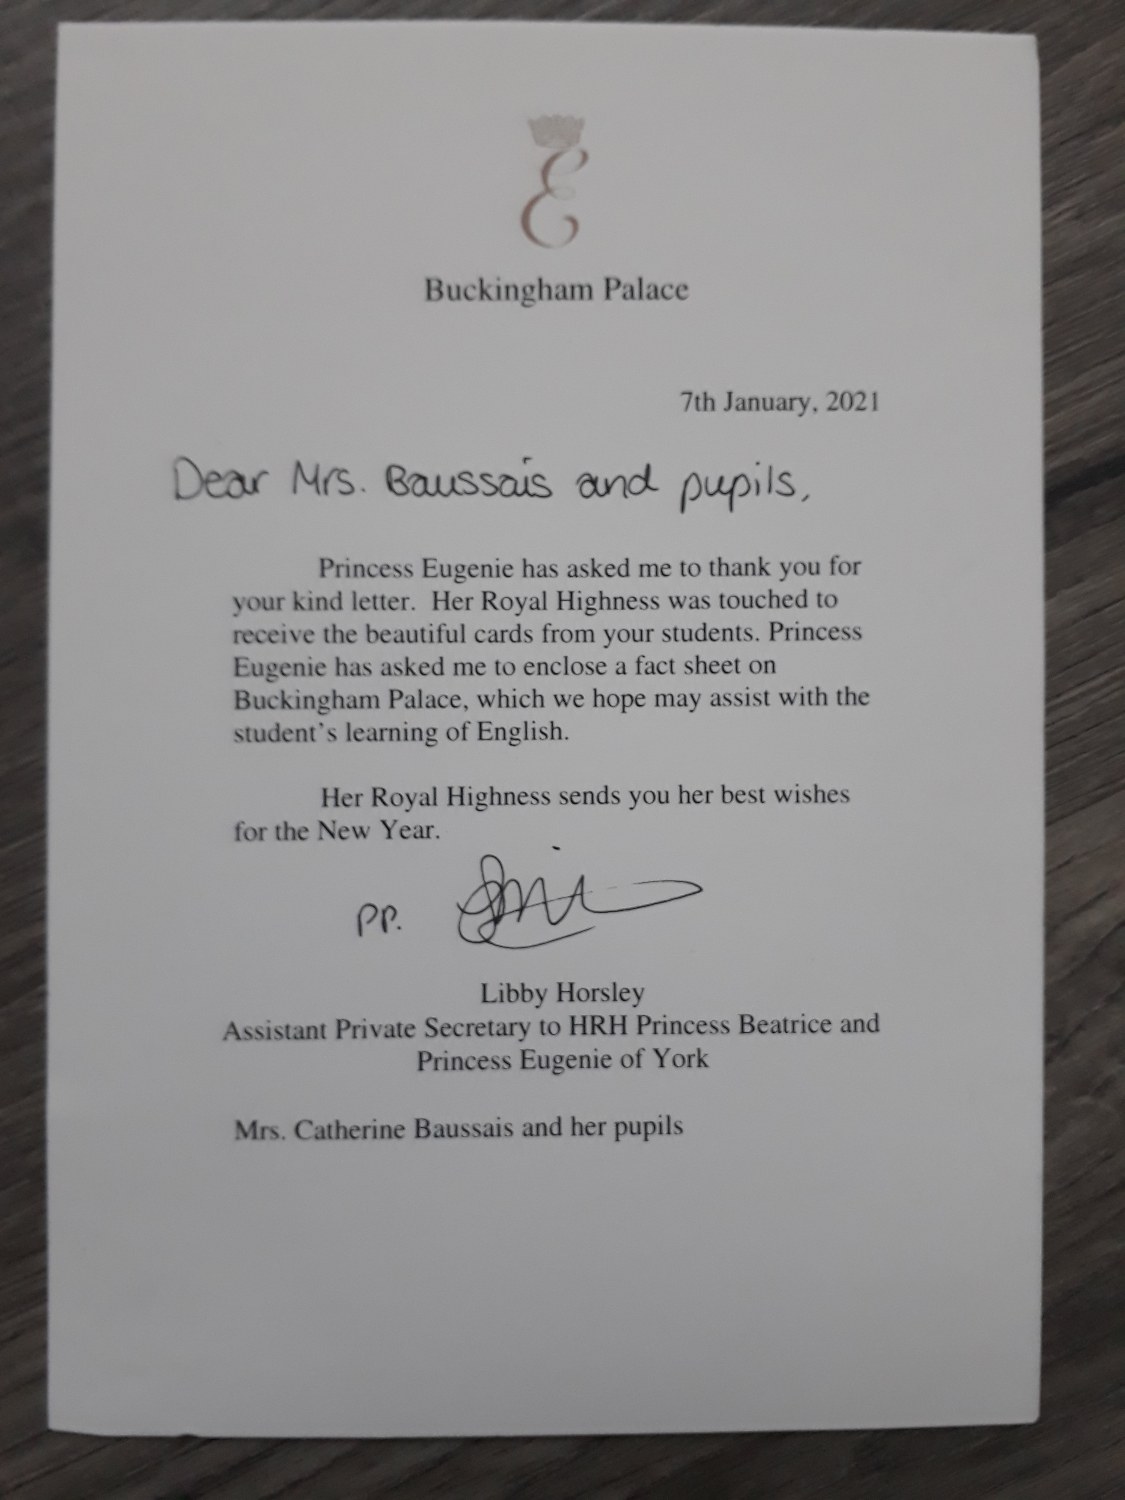 E
Buckingham Palace
7th January, 2021
Dear Mrs. Baussais and pupils,
Princess Eugenie has asked me to thank you for
your kind letter. Her Royal Highness was touched to
receive the beautiful cards from your students. Princess
Eugenie has asked me to enclose a fact sheet on
Buckingham Palace, which we hope may assist with the
student's learning of English.
Her Royal Highness sends you her best wishes
for the New Year.
PP.
Libby Horsley
Assistant Private Secretary to HRH Princess Beatrice and
Princess Eugenie of York
Mrs. Catherine Baussais and her pupils